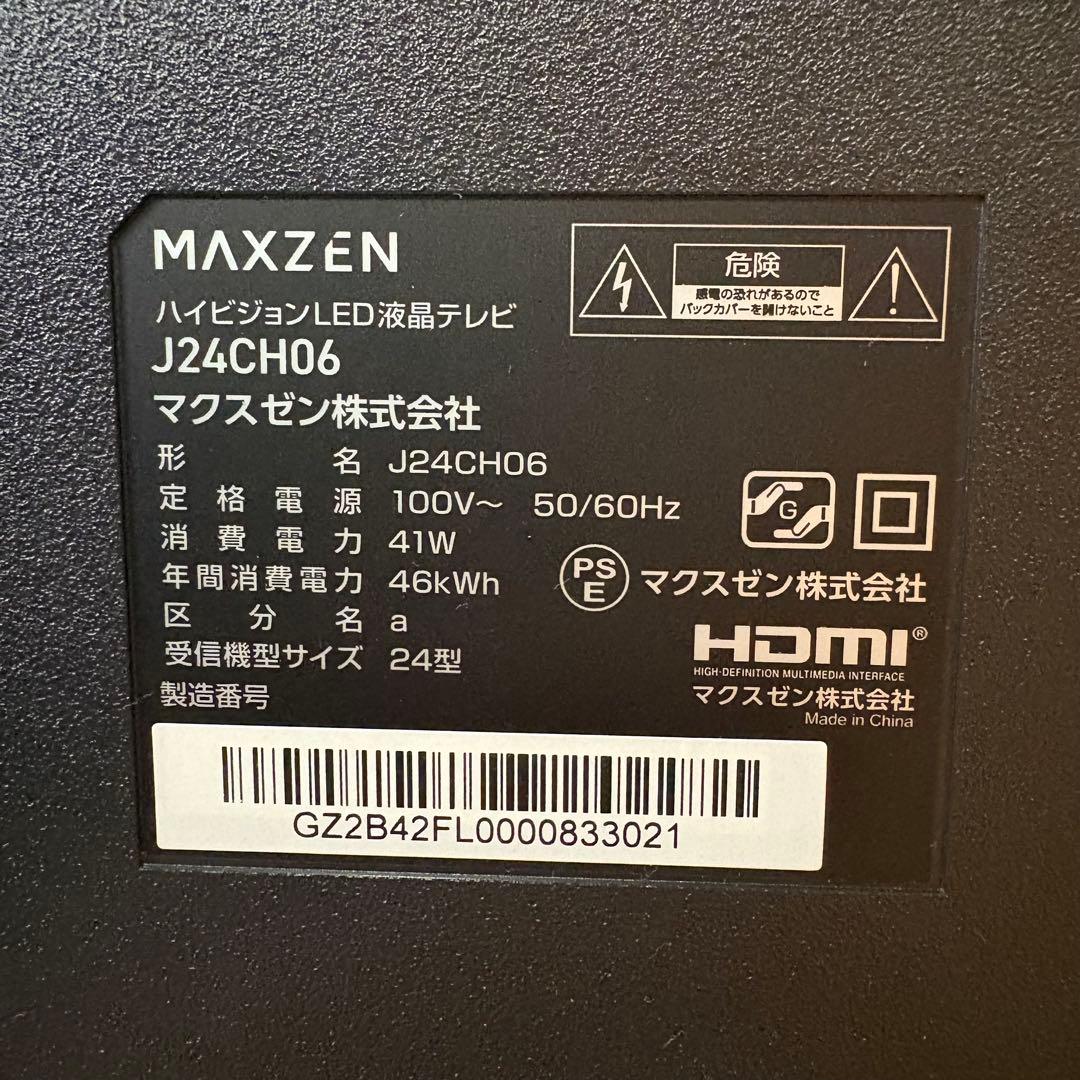 MAXZEN
ハイビジョンLED液晶テレビ
J24CH06
マクスゼン株式会社
危険
感電の恐れがあるので
バックカバーを開けないこと
形名 J24CH06
定格電源 100V〜 50/60Hz
消費電力 41W
年間消費電力 46kWh
区分名 a
受信機型サイズ 24型
製造番号
G
PS
E
マクスゼン株式会社
HDMI®
HIGH-DEFINITION MULTIMEDIA INTERFACE
マクスゼン株式会社
Made in China
GZ2B42FL0000833021